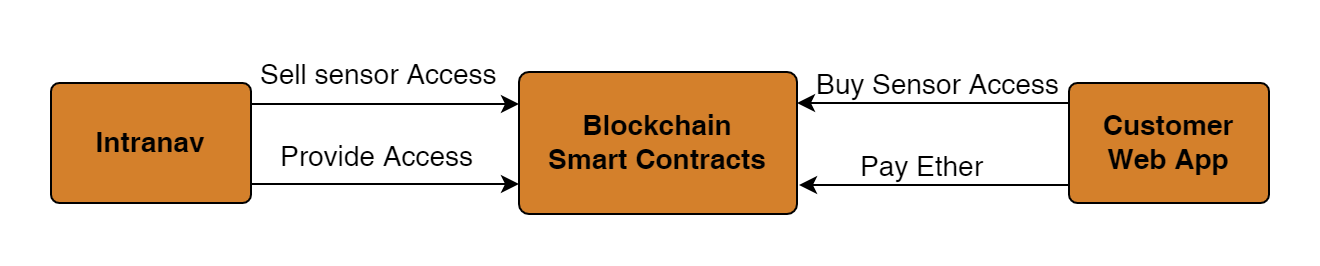 Sell sensor Access
Provide Access
Intranav
Blockchain
Smart Contracts
Buy Sensor Access
Pay Ether
Customer
Web App